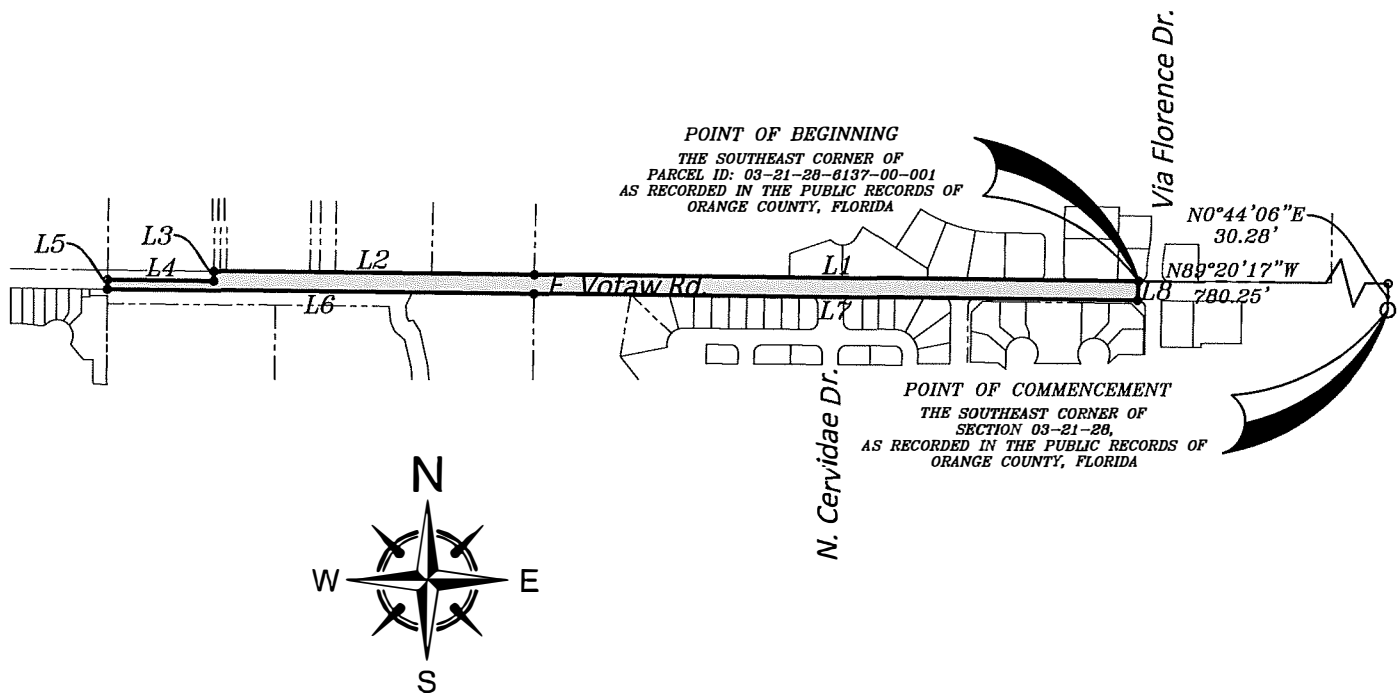 Via Florence Dr.
POINT OF BEGINNING
THE SOUTHEAST CORNER OF
PARCEL ID: 03-21-28-6137-00-001
AS RECORDED IN THE PUBLIC RECORDS OF
ORANGE COUNTY, FLORIDA
N0°44'06"E
30.28'
L5
L4
L3
L2
L1
N89°20'17"W
780.25'
E. Votaw Rd.
L6
L7
L8
N. Cervidae Dr.
POINT OF COMMENCEMENT
THE SOUTHEAST CORNER OF
SECTION 03-21-28,
AS RECORDED IN THE PUBLIC RECORDS OF
ORANGE COUNTY, FLORIDA
N
W
E
S